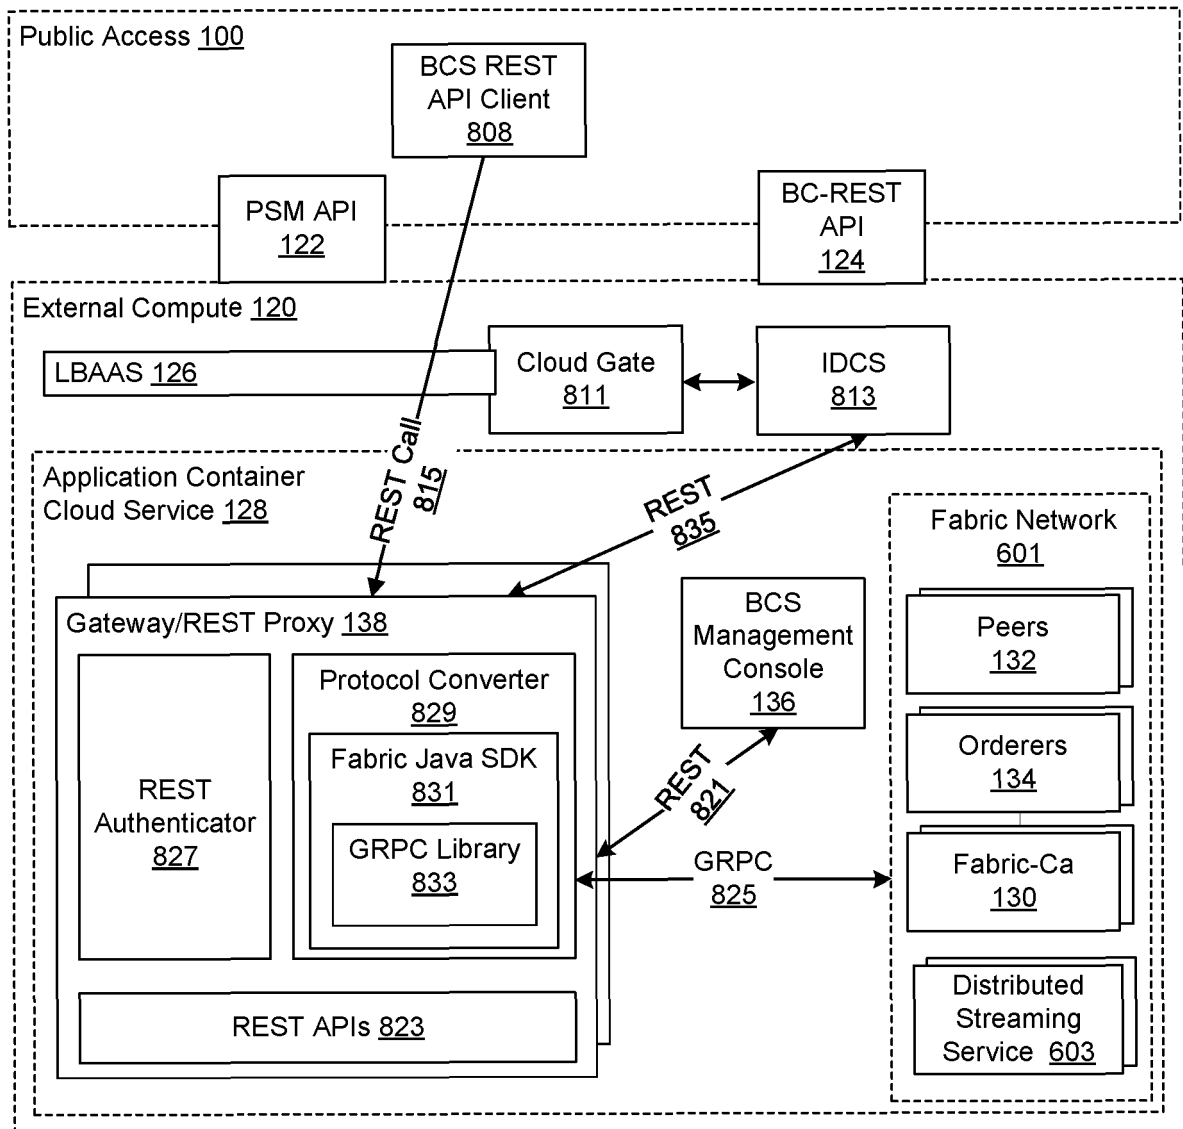 Public Access 100
BCS REST
API Client
808
PSM API
122
BC-REST
API
124
External Compute 120
LBAAS 126
Cloud Gate
811
IDCS
813
REST Call
815
Application Container
Cloud Service 128
REST
835
Fabric Network
601
Gateway/REST Proxy 138
BCS
Management
Console
136
Peers
132
Protocol Converter
829
Orderers
134
Fabric Java SDK
831
REST
Authenticator
827
REST
821
GRPC Library
833
GRPC
825
Fabric-Ca
130
REST APIs 823
Distributed
Streaming
Service 603